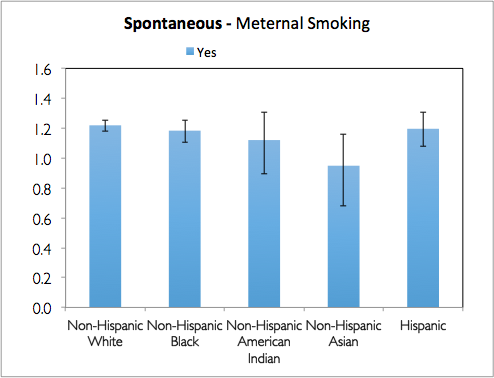 Spontaneous - Meternal Smoking
Yes
1.6
1.4
1.2
1.0
0.8
0.6
0.4
0.2
0.0
Non-Hispanic White
Non-Hispanic Black
Non-Hispanic American Indian
Non-Hispanic Asian
Hispanic